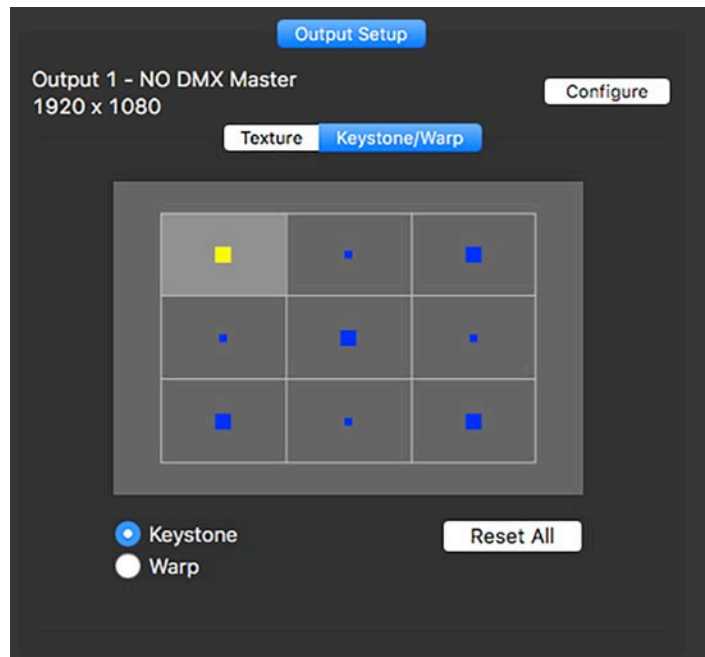 Output Setup
Output 1 - NO DMX Master
1920 x 1080
Configure
Texture
Keystone/Warp
Keystone
Reset All
Warp